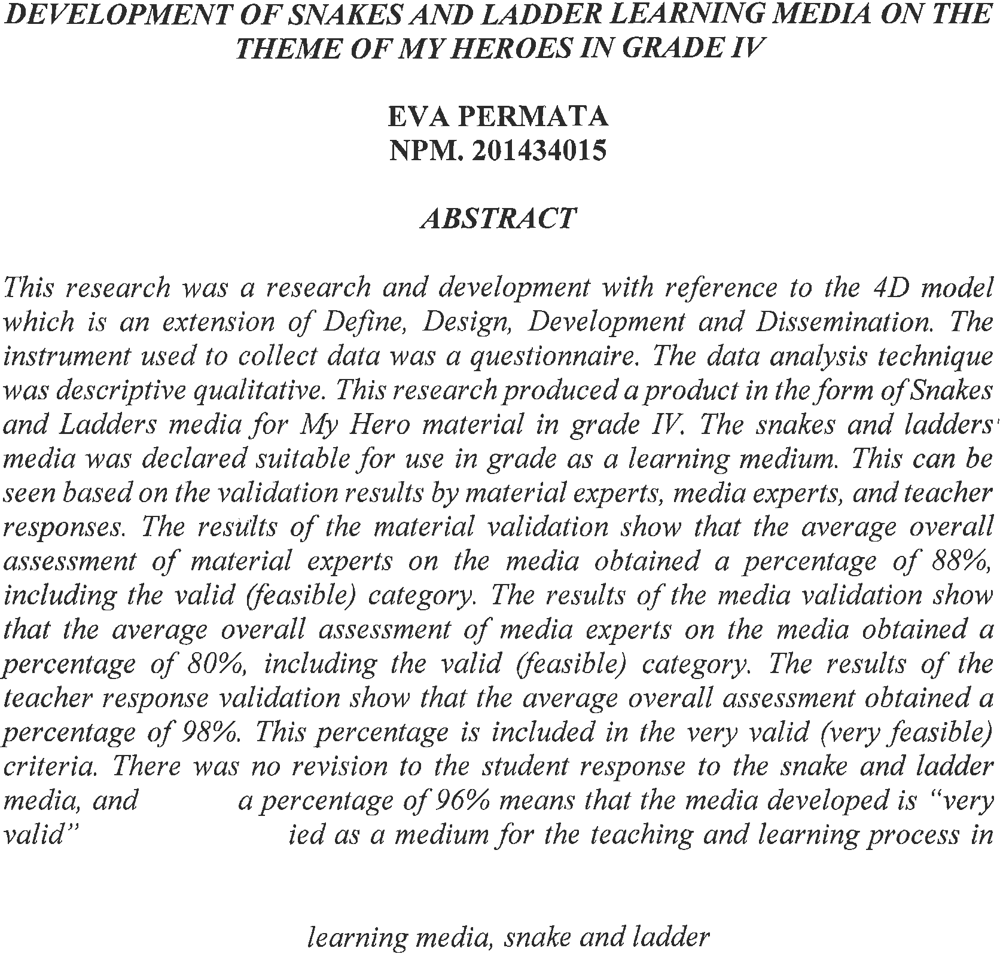 DEVELOPMENT OF SNAKES AND LADDER LEARNING MEDIA ON THE
THEME OF MY HEROES IN GRADE IV
EVA PERMATA
NPM. 201434015
ABSTRACT
This research was a research and development with reference to the 4D model
which is an extension of Define, Design, Development and Dissemination. The
instrument used to collect data was a questionnaire. The data analysis technique
was descriptive qualitative. This research produced a product in the form of Snakes
and Ladders media for My Hero material in grade IV. The snakes and ladders'
media was declared suitable for use in grade as a learning medium. This can be
seen based on the validation results by material experts, media experts, and teacher
responses. The results of the material validation show that the average overall
assessment of material experts on the media obtained a percentage of 88%,
including the valid (feasible) category. The results of the media validation show
that the average overall assessment of media experts on the media obtained a
percentage of 80%, including the valid (feasible) category. The results of the
teacher response validation show that the average overall assessment obtained a
percentage of 98%. This percentage is included in the very valid (very feasible)
criteria. There was no revision to the student response to the snake and ladder
media, and a percentage of 96% means that the media developed is “very
valid” as a medium for the teaching and learning process in
learning media, snake and ladder